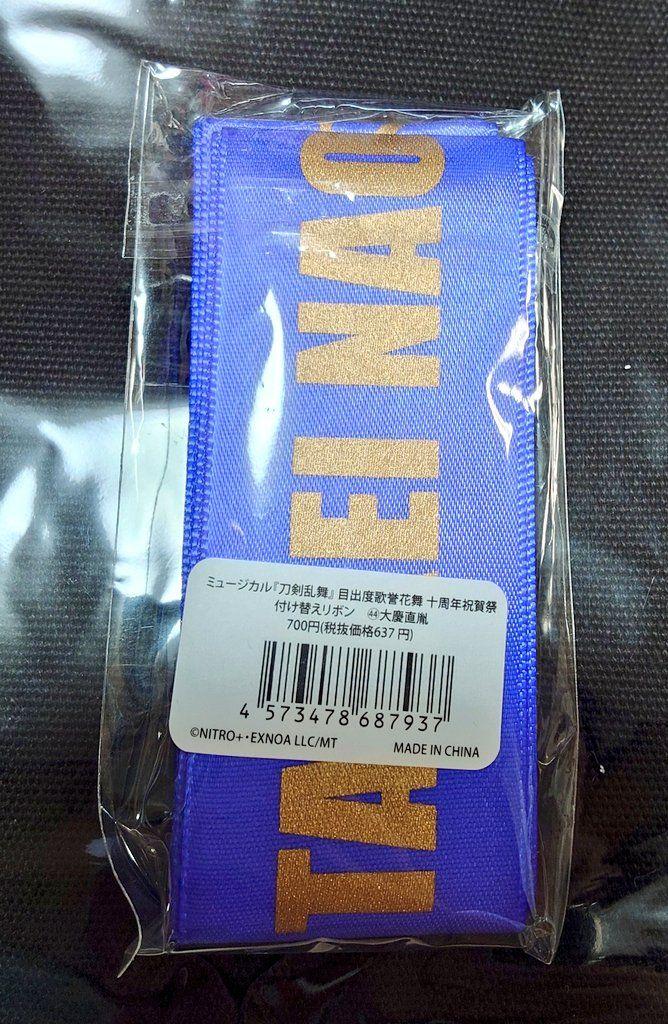 TA
EI NAO
ミュージカル『刀剣乱舞』 目出度歌誉花舞 十周年祝賀祭
付け替えリボン ㊹大慶直胤
700円(税抜価格637円)
4 573478 687937
©NITRO+・EXNOA LLC/MT MADE IN CHINA